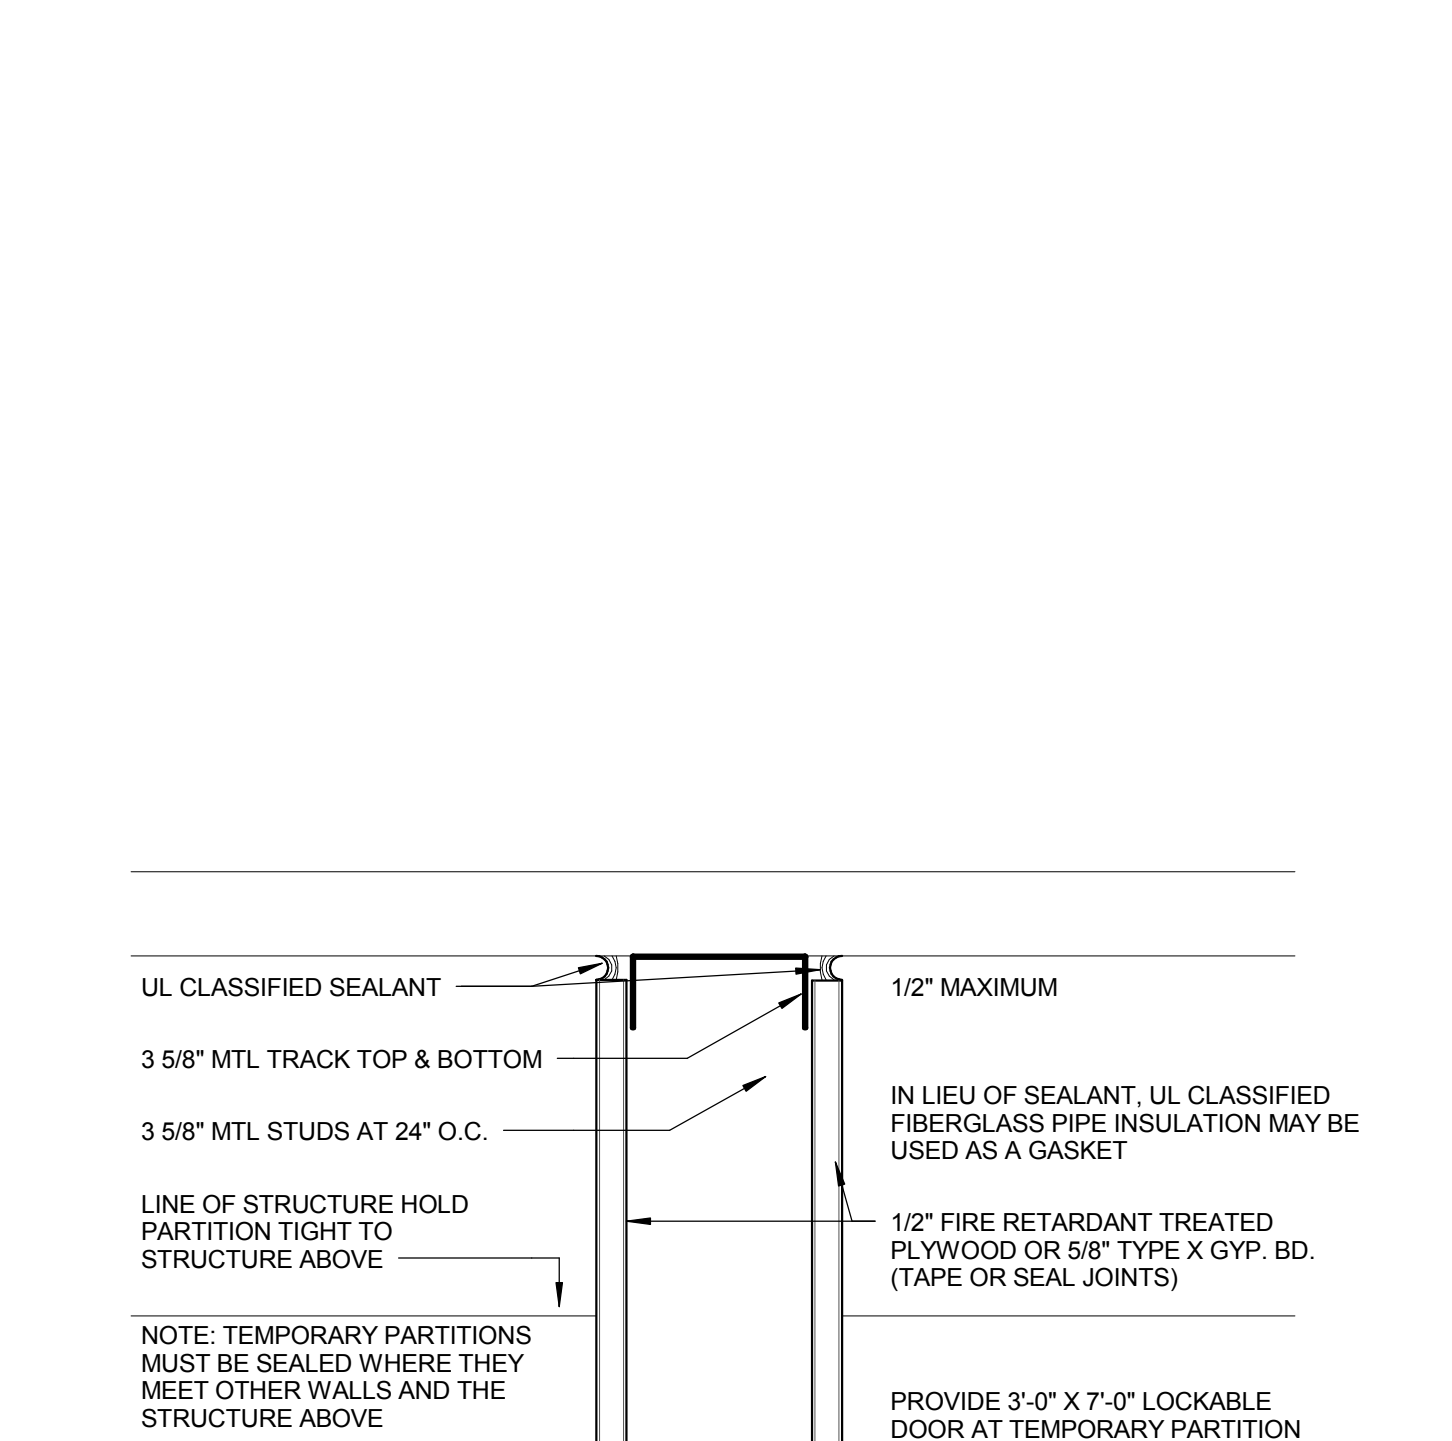 UL CLASSIFIED SEALANT
3 5/8" MTL TRACK TOP & BOTTOM
3 5/8" MTL STUDS AT 24" O.C.
LINE OF STRUCTURE HOLD
PARTITION TIGHT TO
STRUCTURE ABOVE
NOTE: TEMPORARY PARTITIONS
MUST BE SEALED WHERE THEY
MEET OTHER WALLS AND THE
STRUCTURE ABOVE
1/2" MAXIMUM
IN LIEU OF SEALANT, UL CLASSIFIED
FIBERGLASS PIPE INSULATION MAY BE
USED AS A GASKET
1/2" FIRE RETARDANT TREATED
PLYWOOD OR 5/8" TYPE X GYP. BD.
(TAPE OR SEAL JOINTS)
PROVIDE 3'-0" X 7'-0" LOCKABLE
DOOR AT TEMPORARY PARTITION